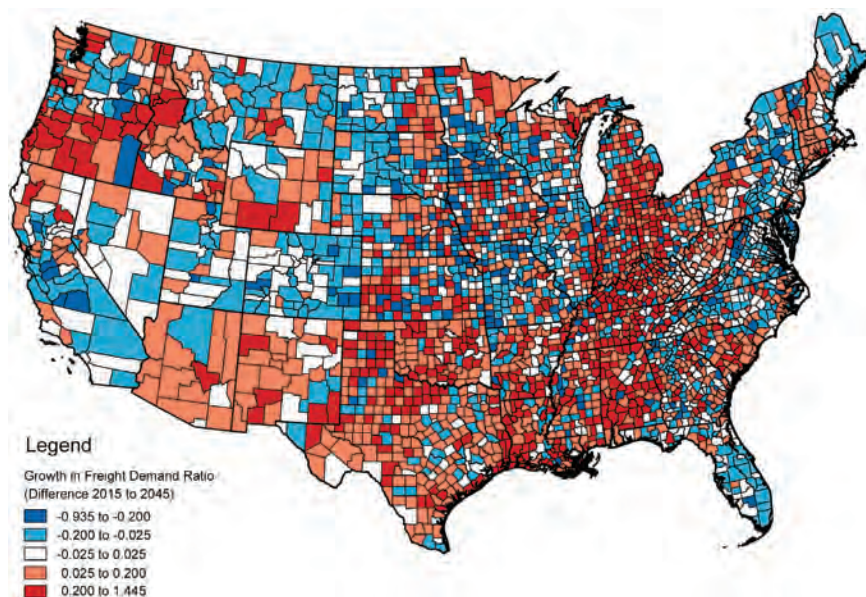 Legend
Growth in Freight Demand Ratio
(Difference 2015 to 2045)
-0.935 to -0.200
-0.200 to -0.025
-0.025 to 0.025
0.025 to 0.200
0.200 to 1.445